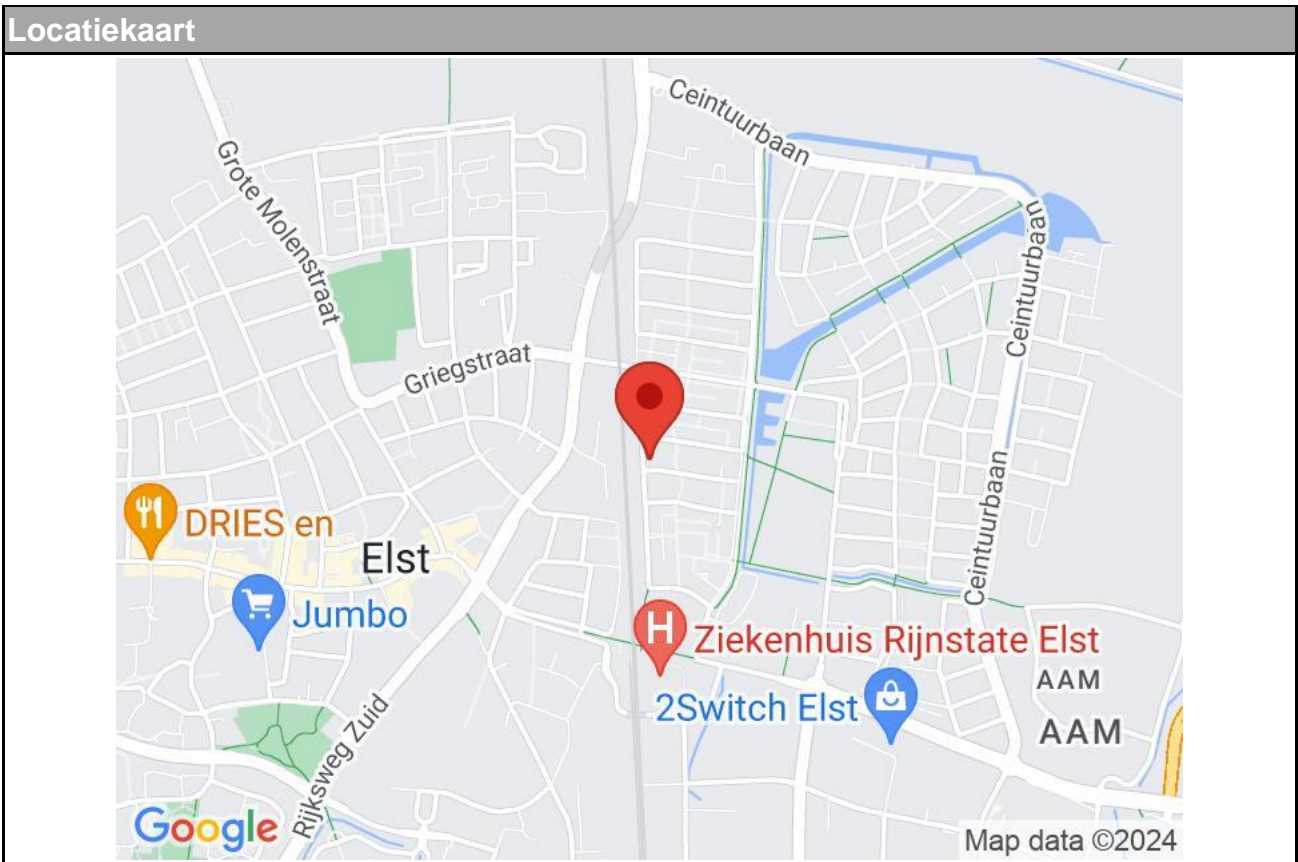 Locatiekaart
Ceintuurbaan
Grote Molenstraat
Ceintuurbaan
Griegstraat
DRIES en
Elst
Ceintuurbaan
Jumbo
Ziekenhuis Rijnstate Elst
AAM
2Switch Elst
AAM
Rijksweg Zuid
Google
Map data ©2024